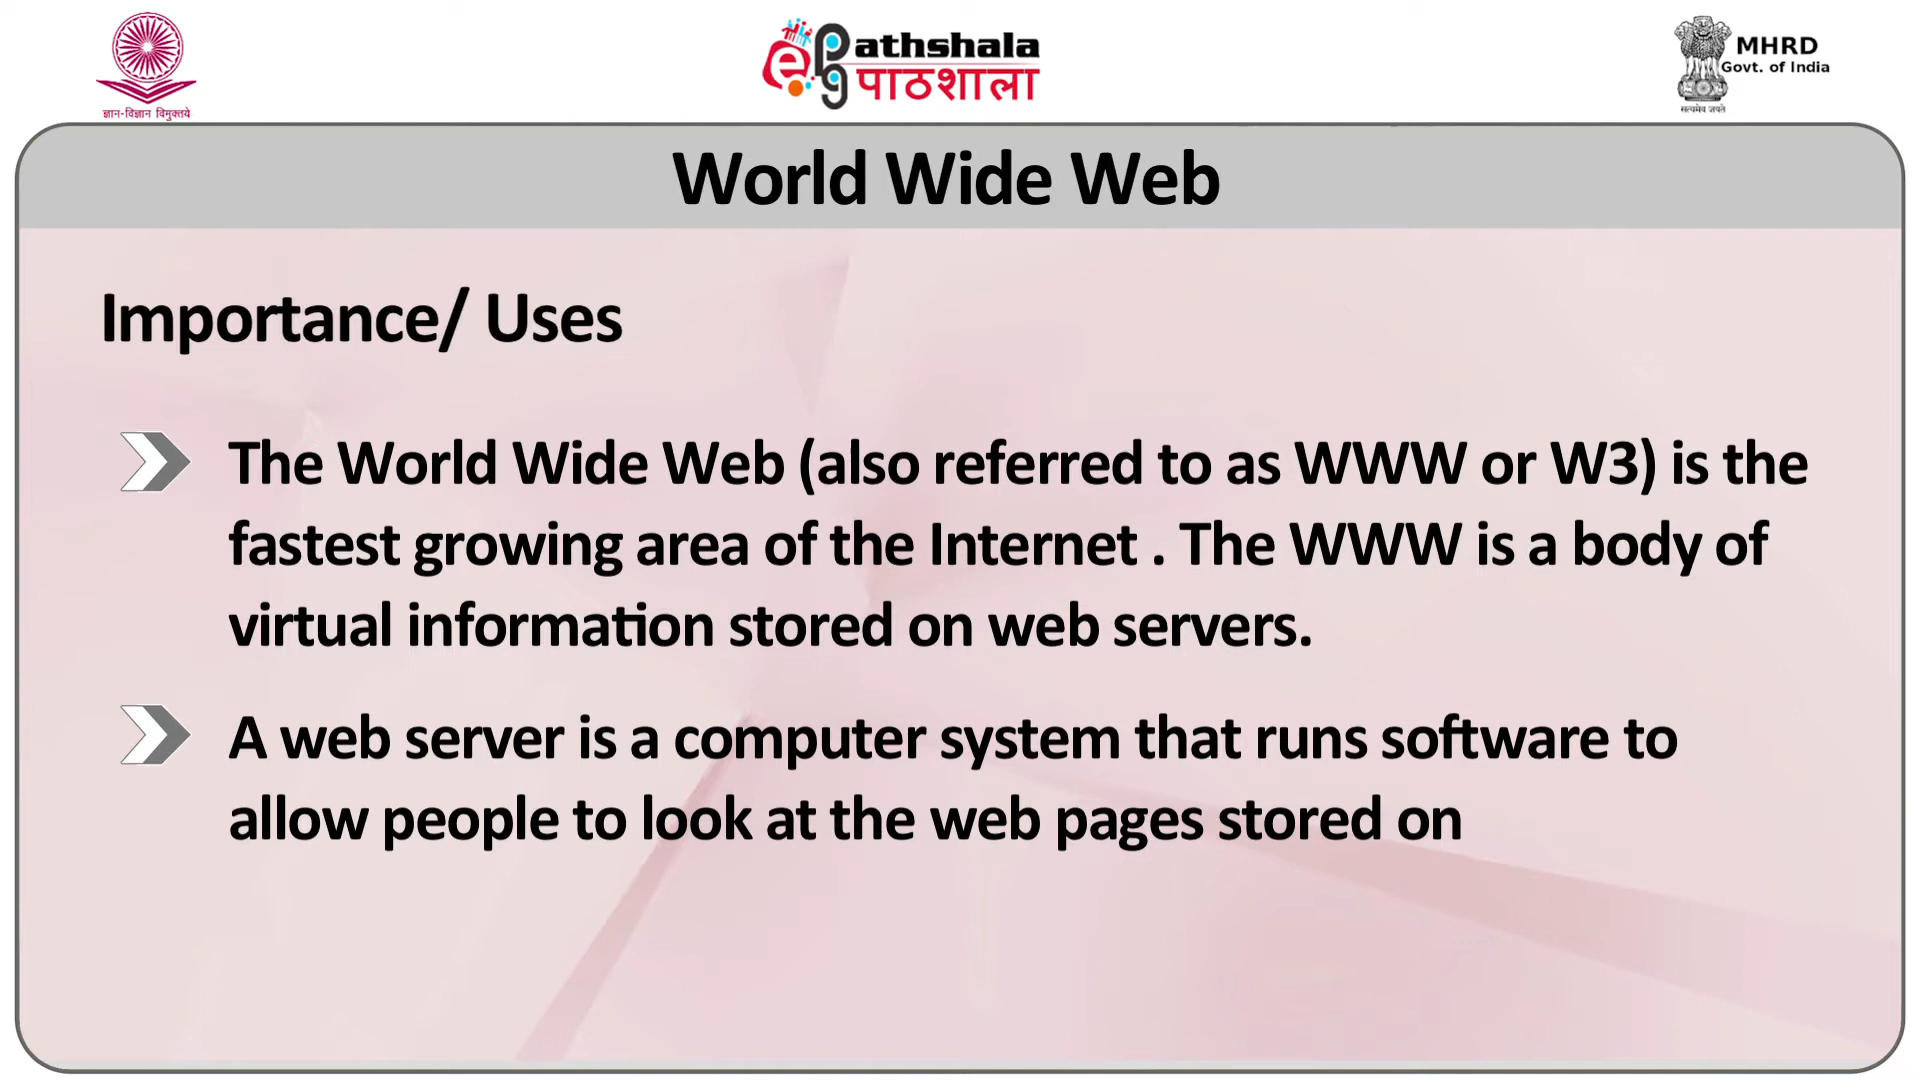 ज्ञान-विज्ञान विमुक्तये
e pg Pathshala
पाठशाला
MHRD
Govt. of India
सत्यमेव जयते
World Wide Web
Importance/ Uses
The World Wide Web (also referred to as WWW or W3) is the
fastest growing area of the Internet . The WWW is a body of
virtual information stored on web servers.
A web server is a computer system that runs software to
allow people to look at the web pages stored on